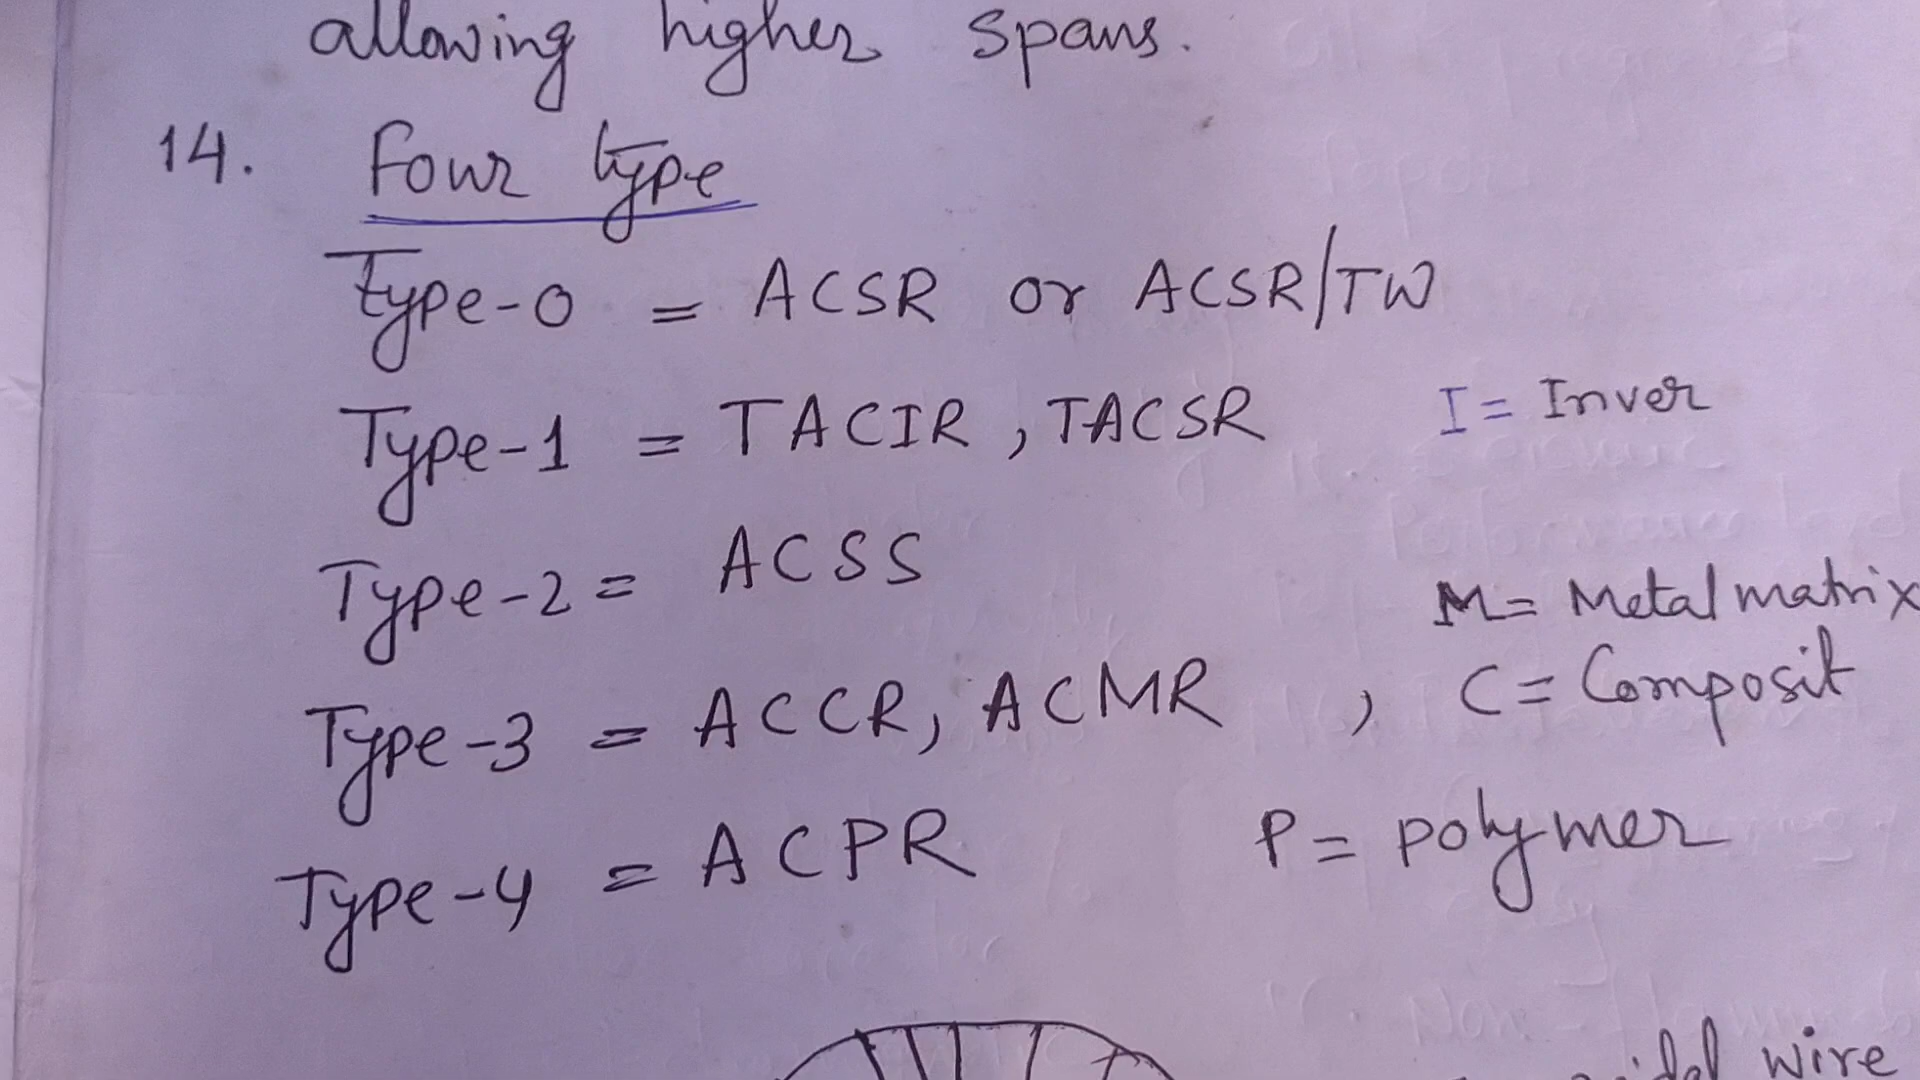 allowing higher spans.
14. Four type
Type-0 = ACSR or ACSR/TW
Type-1 = TACIR, TACSR I = Inver
Type-2 = ACSS
M = Metal matrix
Type-3 = ACCR, ACMR , C = Composit
Type-4 = ACPR P = polymer
wire